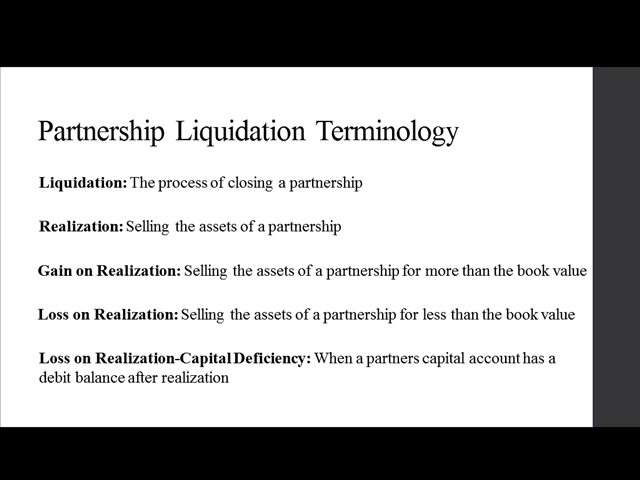 Partnership Liquidation Terminology
Liquidation: The process of closing a partnership
Realization: Selling the assets of a partnership
Gain on Realization: Selling the assets of a partnership for more than the book value
Loss on Realization: Selling the assets of a partnership for less than the book value
Loss on Realization-Capital Deficiency: When a partners capital account has a
debit balance after realization